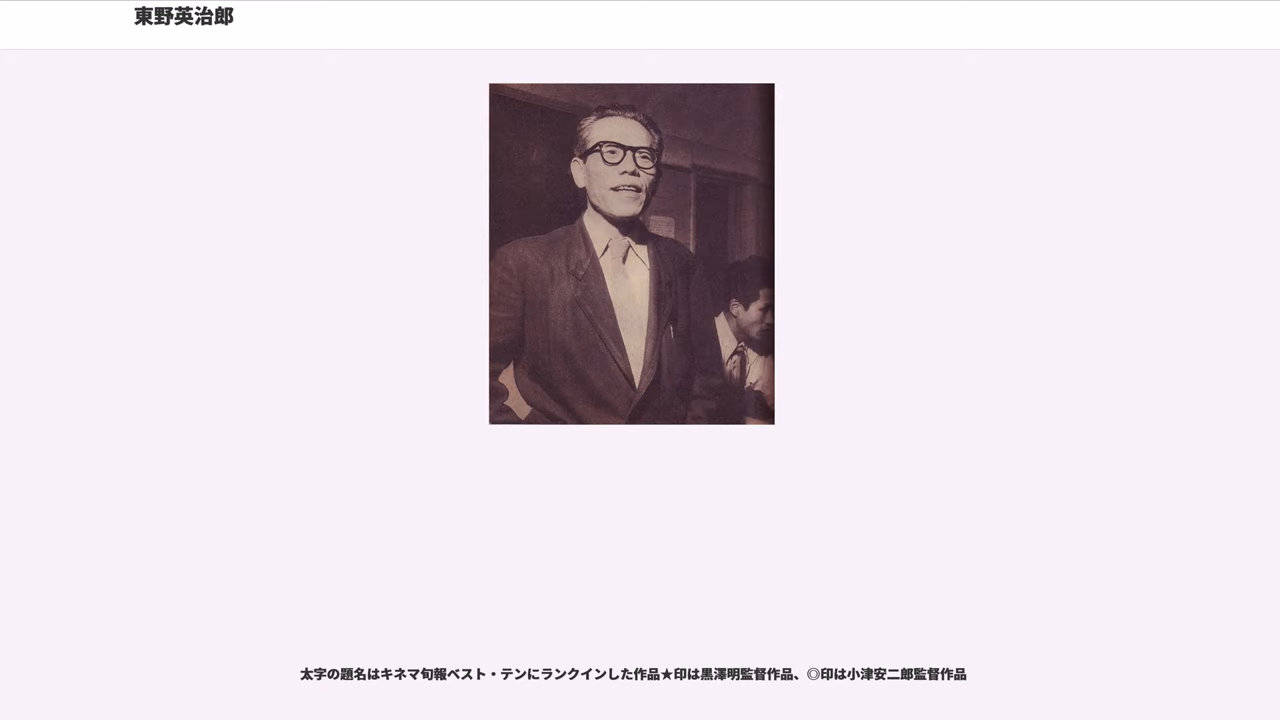 東野英治郎
太字の題名はキネマ旬報ベスト・テンにランクインした作品★印は黒澤明監督作品、◎印は小津安二郎監督作品